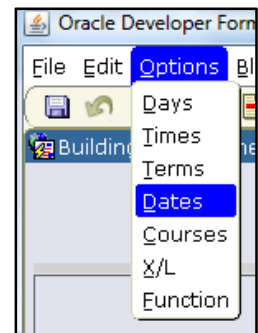 Oracle Developer Form
File Edit Options Bl
Building
Days
Times
Terms
Dates
Courses
X/L
Function